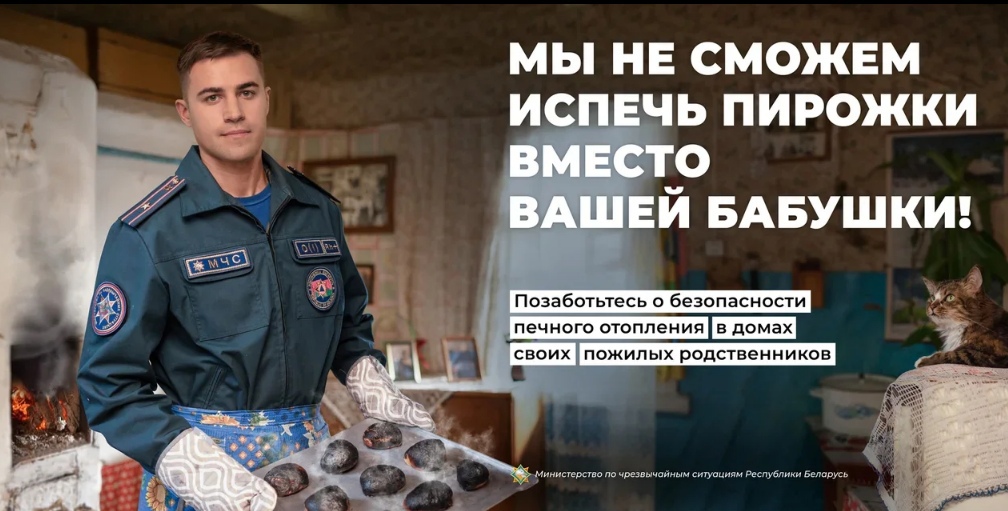 МЫ НЕ СМОЖЕМ
ИСПЕЧЬ ПИРОЖКИ
ВМЕСТО
ВАШЕЙ БАБУШКИ!
Позаботьтесь о безопасности
печного отопления в домах
своих пожилых родственников
МЧС
Министерство по чрезвычайным ситуациям Республики Беларусь